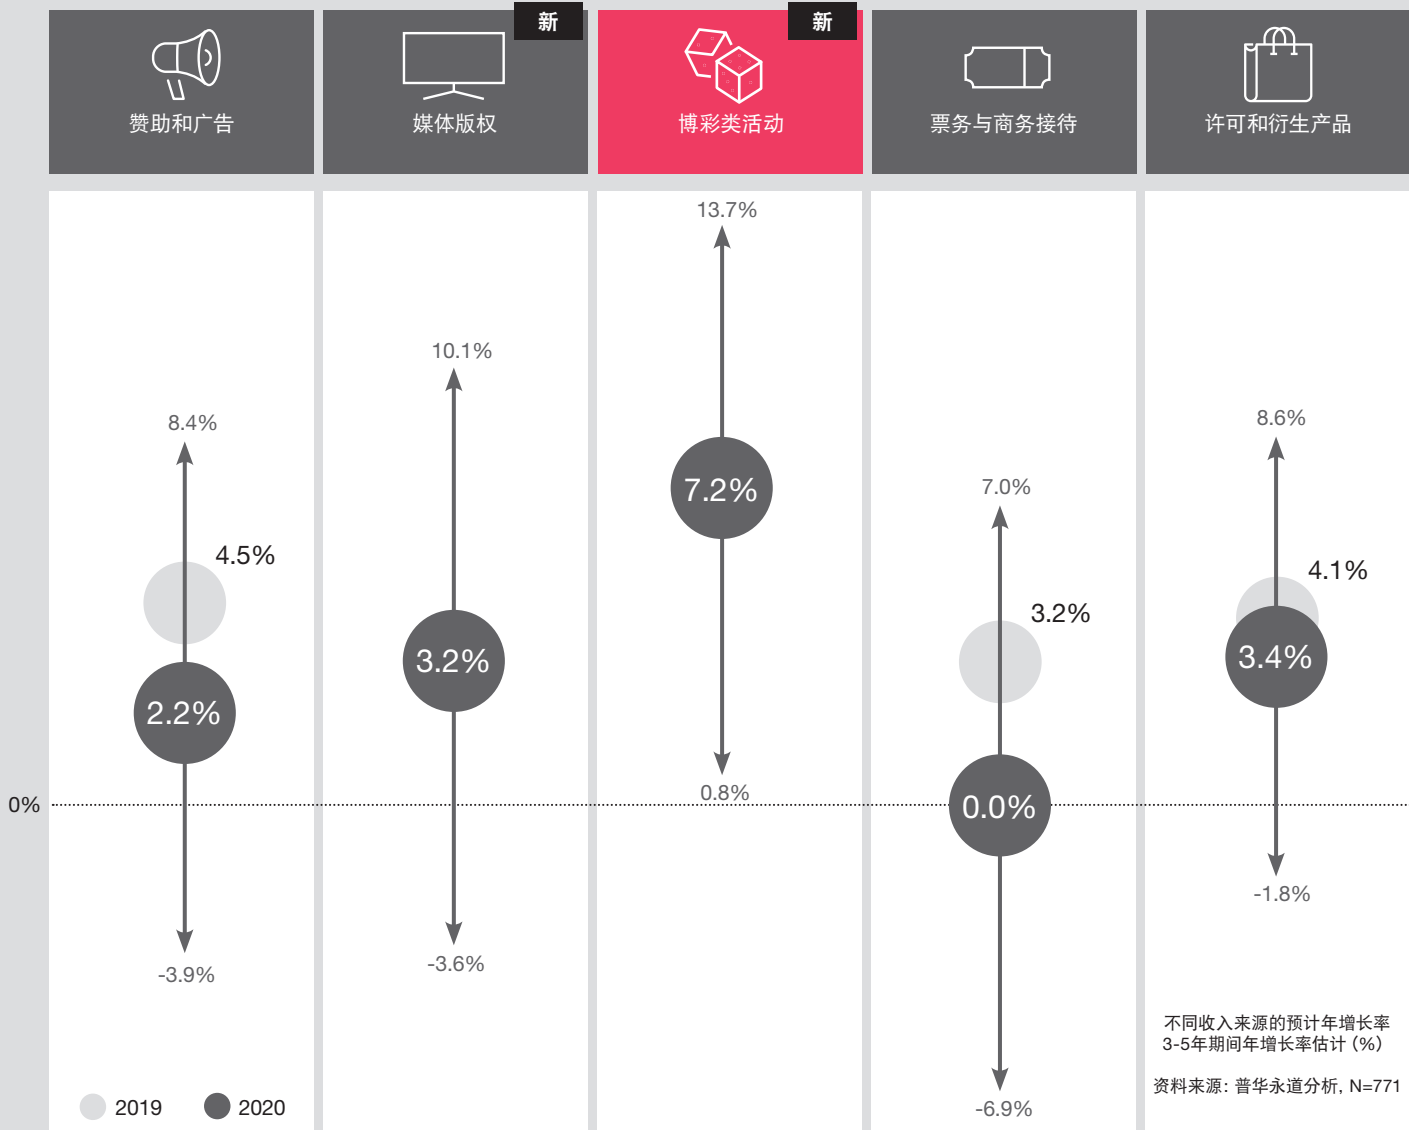 新
新
赞助和广告
媒体版权
博彩类活动
票务与商务接待
许可和衍生产品
8.4%
4.5%
2.2%
-3.9%
10.1%
3.2%
-3.6%
13.7%
7.2%
0.8%
7.0%
3.2%
0.0%
-6.9%
8.6%
4.1%
3.4%
-1.8%
0%
不同收入来源的预计年增长率
3-5年期间年增长率估计 (%)
资料来源: 普华永道分析, N=771
2019
2020